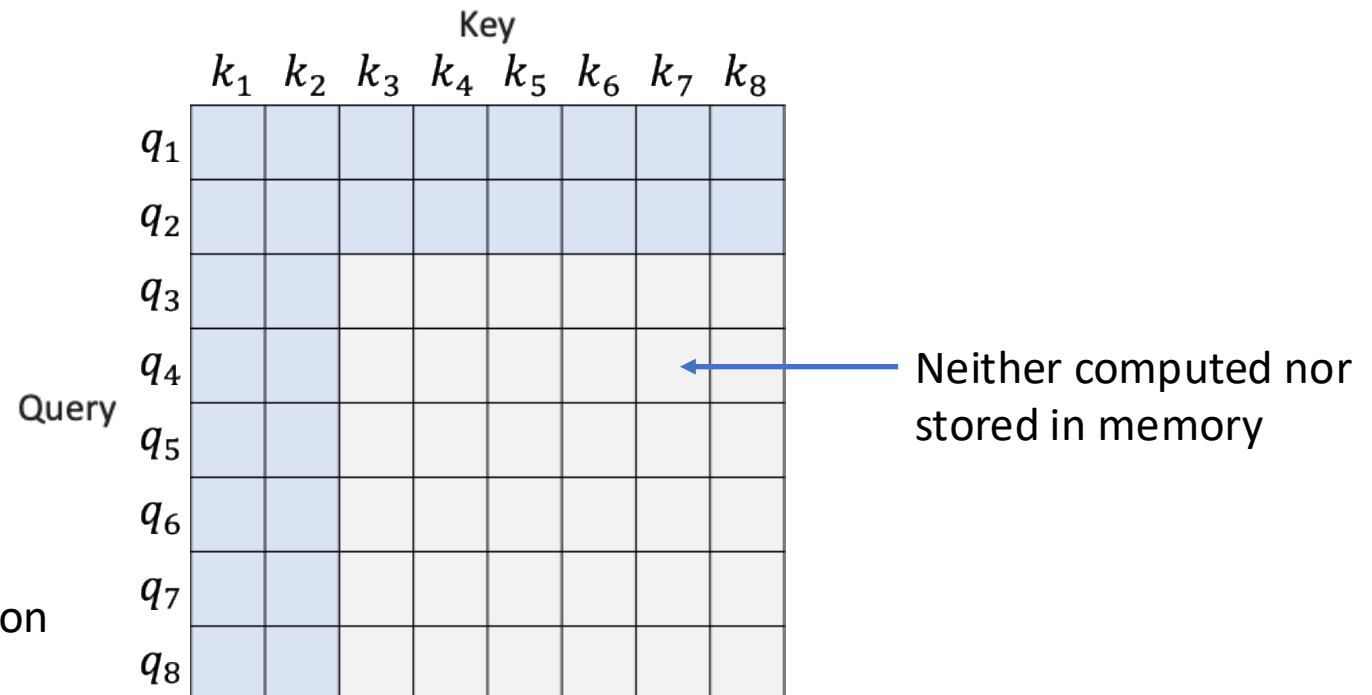 Key
k₁ k₂ k₃ k₄ k₅ k₆ k₇ k₈
q₁
q₂
q₃
q₄
Neither computed nor
stored in memory
Query
q₅
q₆
q₇
on
q₈